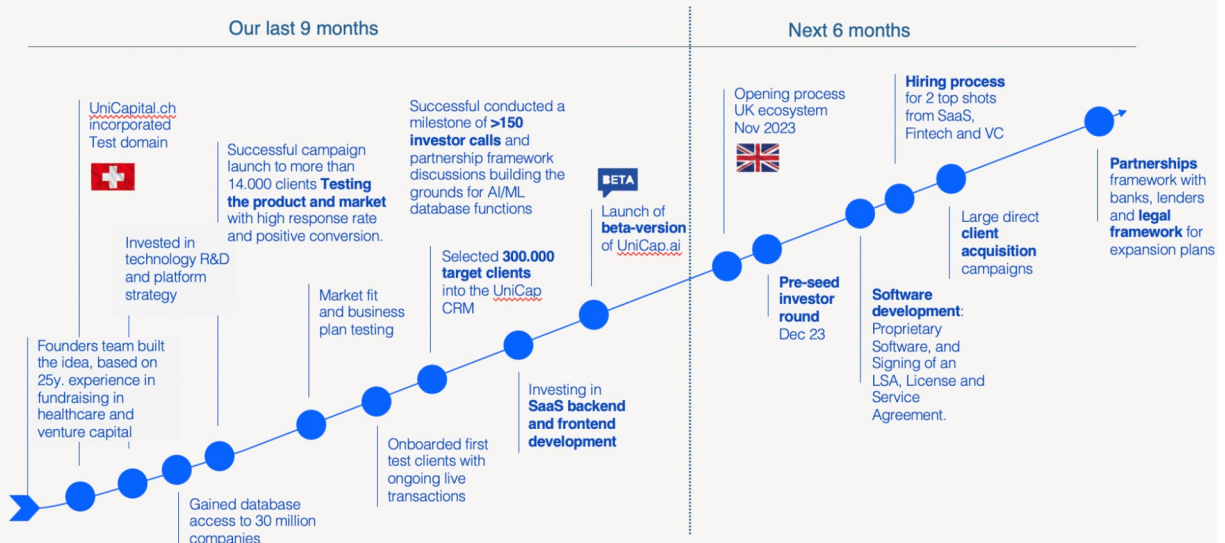 Our last 9 months
Next 6 months
UniCapital.ch
incorporated
Test domain
Successful campaign
launch to more than
14.000 clients Testing
the product and market
with high response rate
and positive conversion.
Successful conducted a
milestone of >150
investor calls and
partnership framework
discussions building the
grounds for AI/ML
database functions
BETA
Launch of
beta-version
of UniCap.ai
Opening process
UK ecosystem
Nov 2023
Hiring process
for 2 top shots
from SaaS,
Fintech and VC
Partnerships
framework with
banks, lenders
and legal
framework for
expansion plans
Invested in
technology R&D
and platform
strategy
Market fit
and business
plan testing
Selected 300.000
target clients
into the UniCap
CRM
Pre-seed
investor
round
Dec 23
Large direct
client
acquisition
campaigns
Founders team built
the idea, based on
25y. experience in
fundraising in
healthcare and
venture capital
Software
development:
Proprietary
Software, and
Signing of an
LSA, License and
Service
Agreement.
Investing in
SaaS backend
and frontend
development
Onboarded first
test clients with
ongoing live
transactions
Gained database
access to 30 million
companies